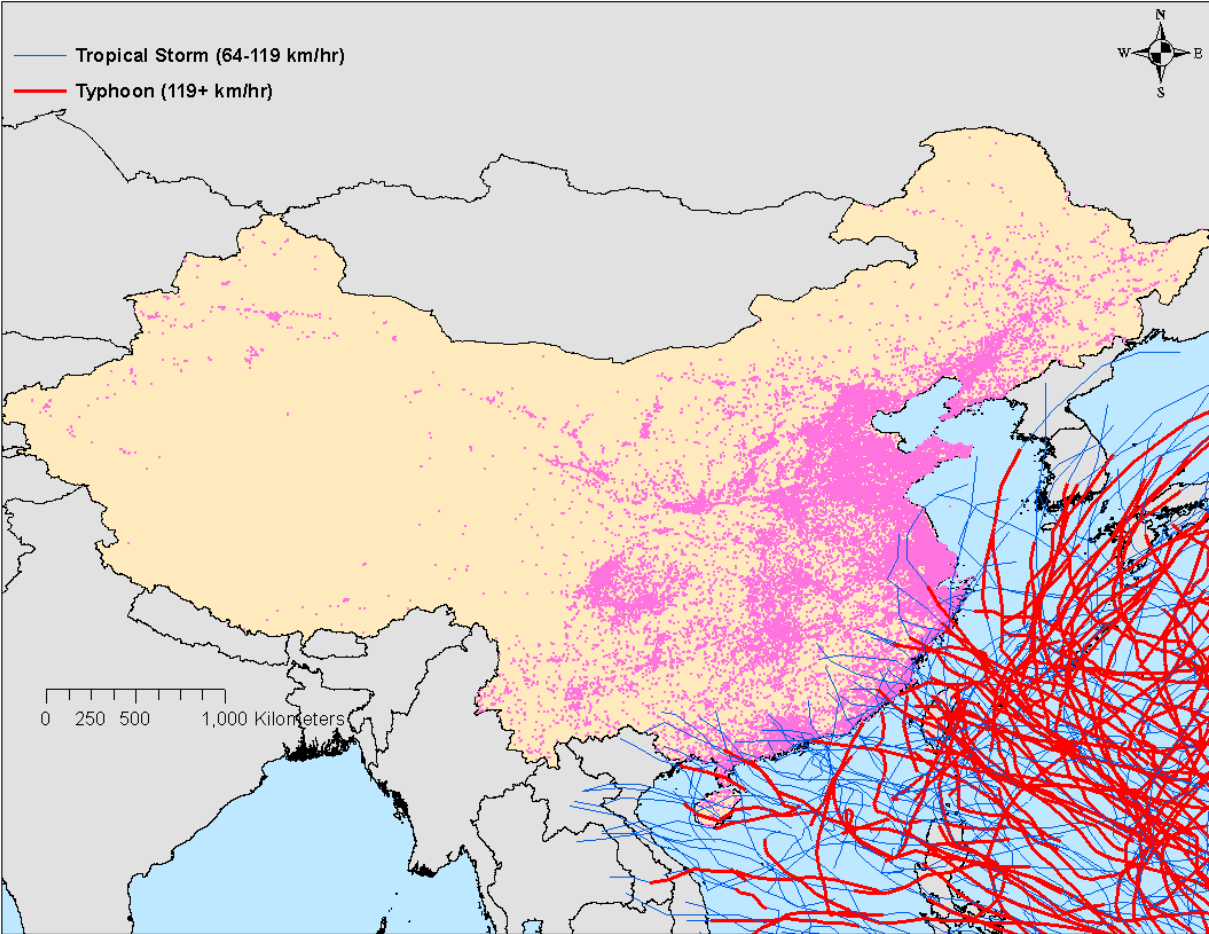 N
Tropical Storm (64-119 km/hr)
W E
Typhoon (119+ km/hr)
S
0 250 500 1,000 Kilometers